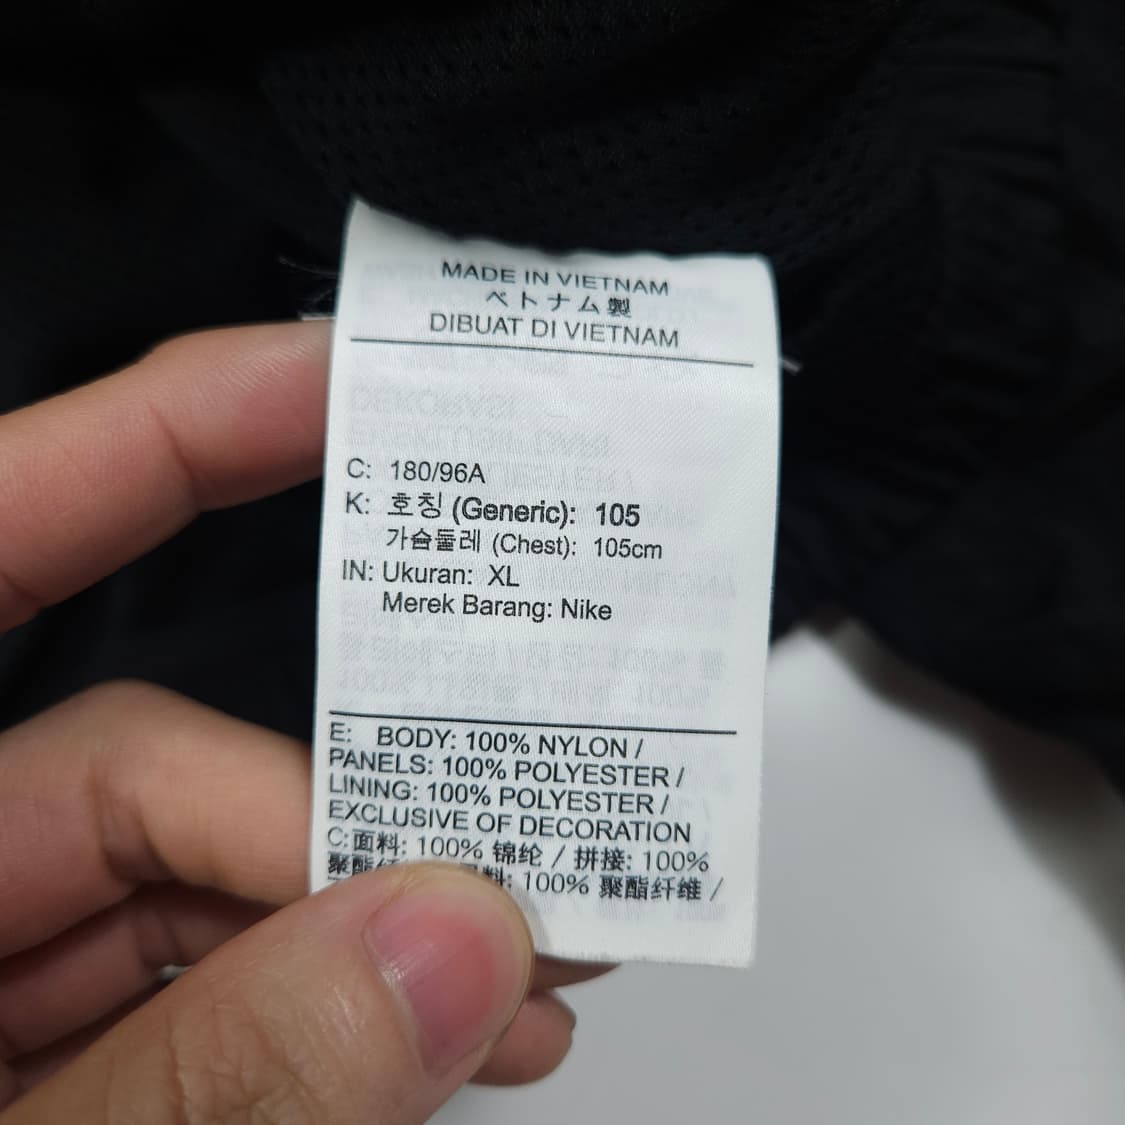 MADE IN VIETNAM
ベトナム製
DIBUAT DI VIETNAM
C: 180/96A
K: 호칭 (Generic): 105
가슴둘레 (Chest): 105cm
IN: Ukuran: XL
Merek Barang: Nike
E: BODY: 100% NYLON /
PANELS: 100% POLYESTER /
LINING: 100% POLYESTER /
EXCLUSIVE OF DECORATION
C: 面料: 100% 锦纶 / 拼接: 100%
聚酯 料: 100% 聚酯纤维 /